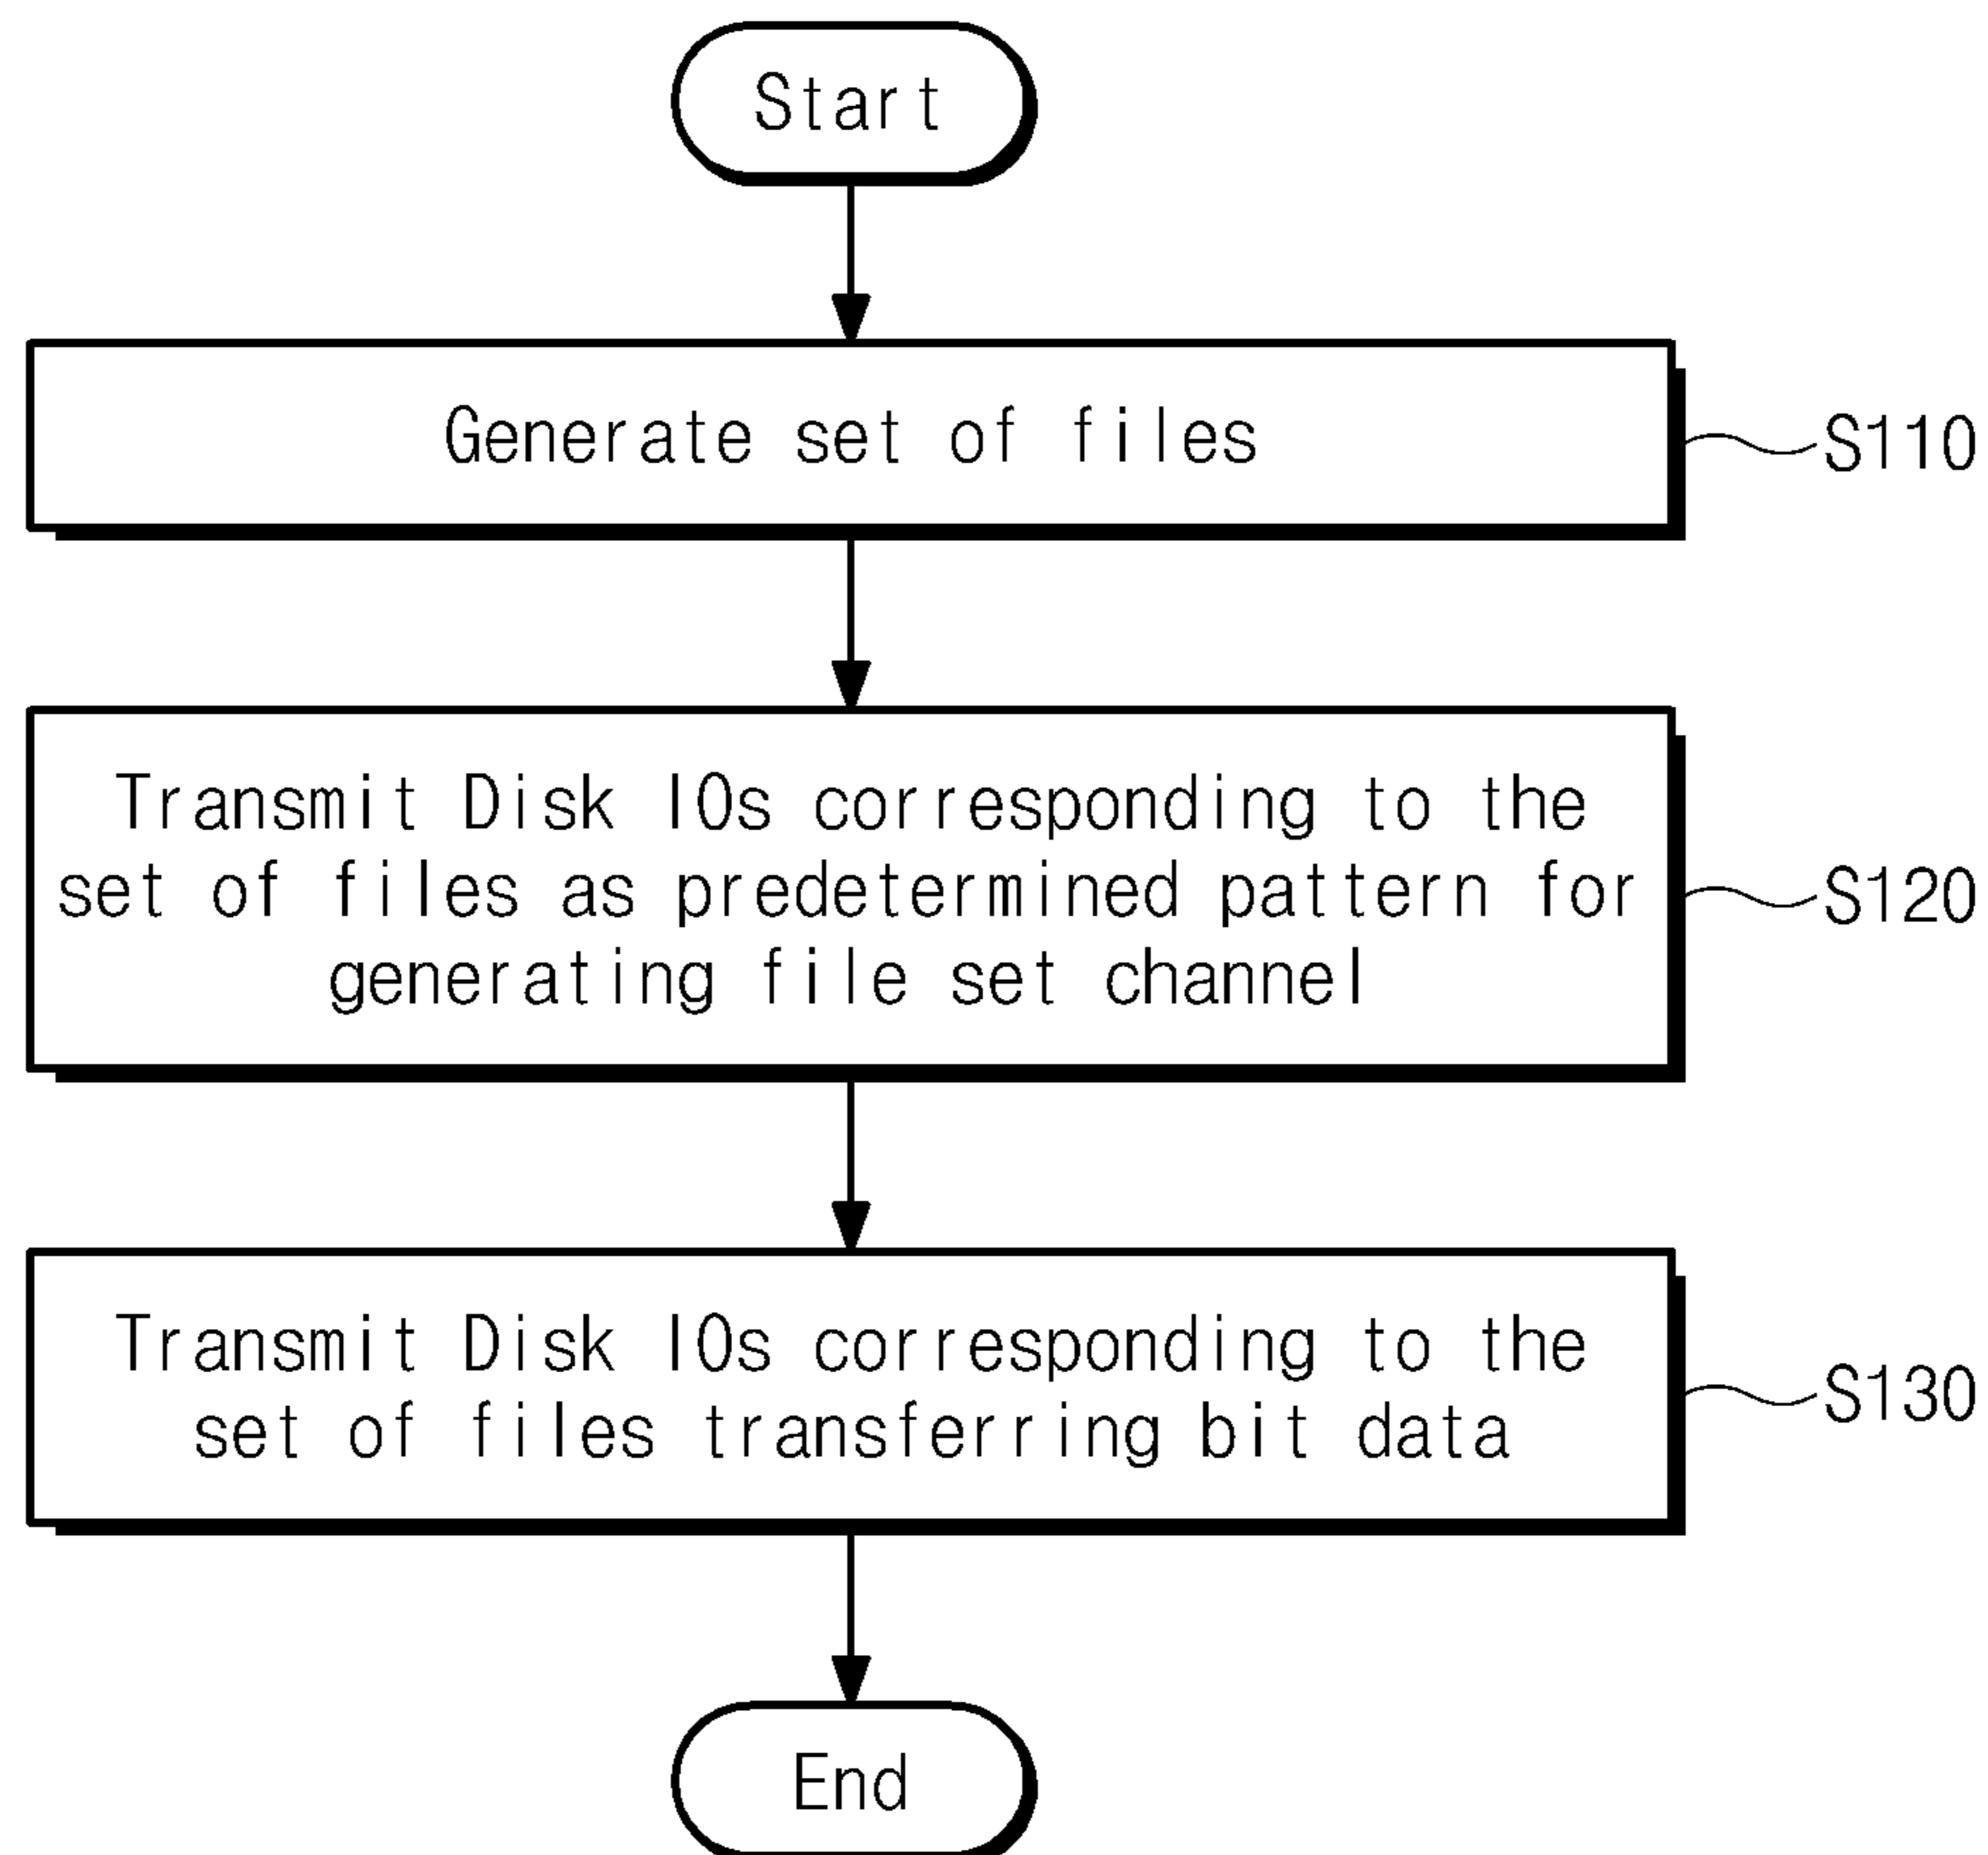 Start
Generate set of files
S110
Transmit Disk IOs corresponding to the
set of files as predetermined pattern for
generating file set channel
S120
Transmit Disk IOs corresponding to the
set of files transferring bit data
S130
End